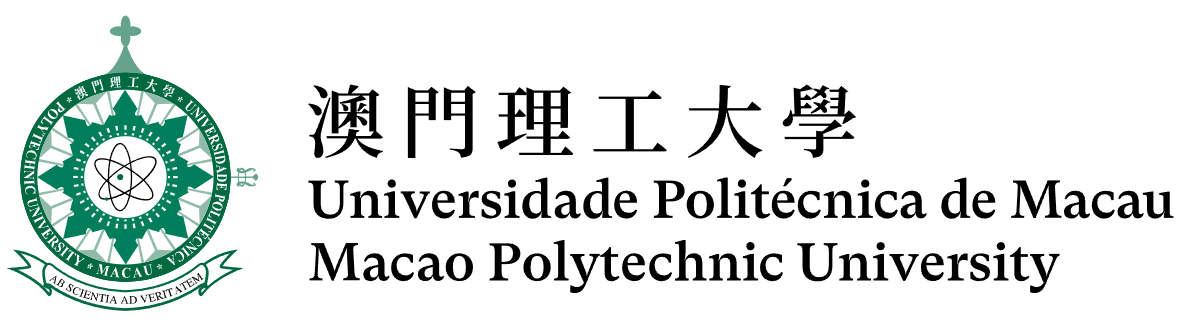 澳門理工大學 * UNIVERSIDADE POLITÉCNICA * MACAU * POLYTECHNIC UNIVERSITY *
AB SCIENTIA AD VERITATEM
澳門理工大學
Universidade Politécnica de Macau
Macao Polytechnic University